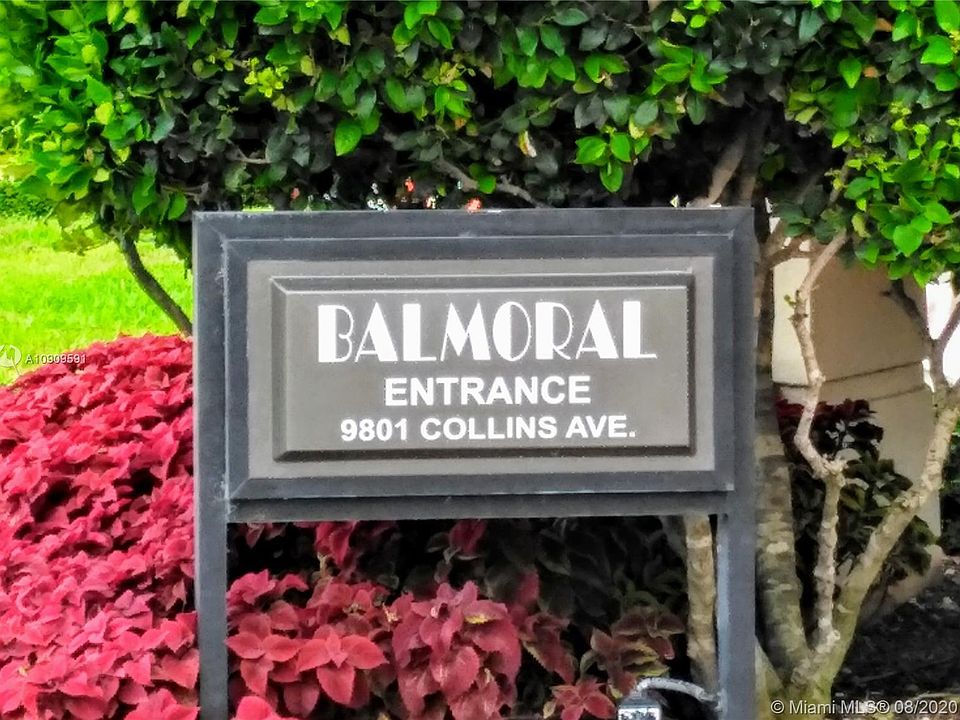 BALMORAL
ENTRANCE
9801 COLLINS AVE.
A10909591
© Miami MLS® 08/2020